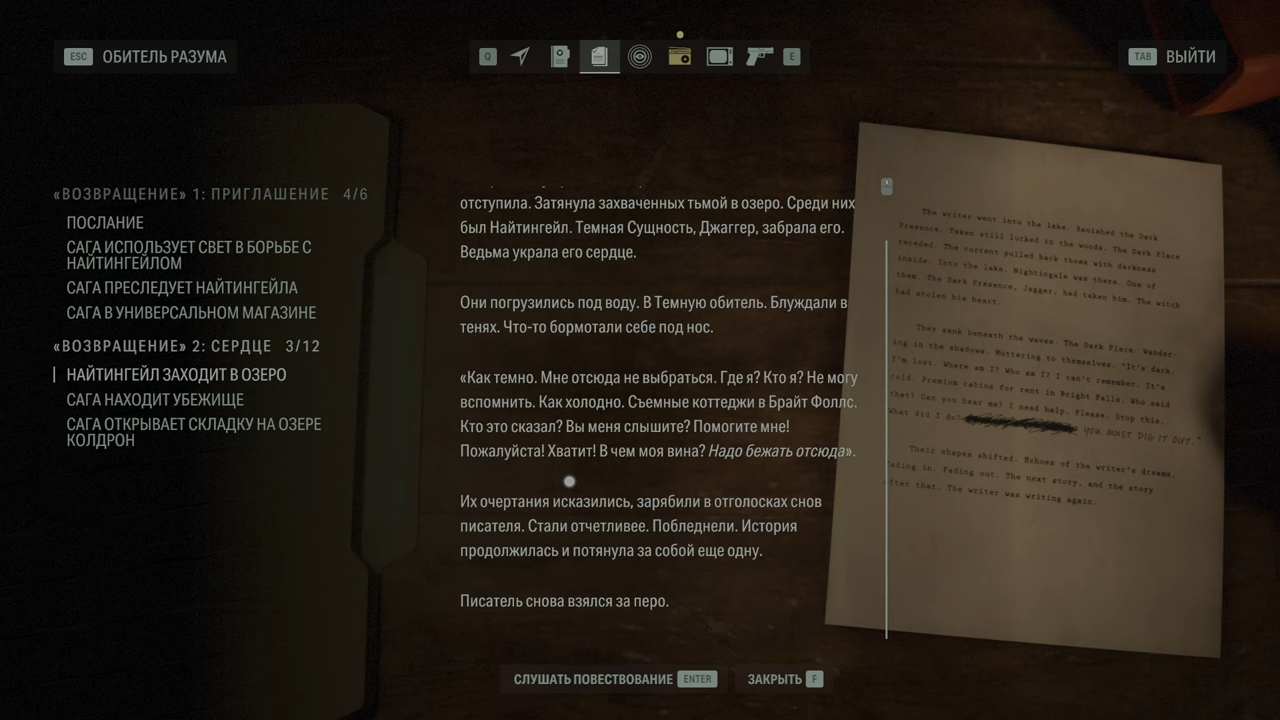 ESC ОБИТЕЛЬ РАЗУМА
Q
E
TAB ВЫЙТИ
«ВОЗВРАЩЕНИЕ» 1: ПРИГЛАШЕНИЕ 4/6
ПОСЛАНИЕ
САГА ИСПОЛЬЗУЕТ СВЕТ В БОРЬБЕ С
НАЙТИНГЕЙЛОМ
САГА ПРЕСЛЕДУЕТ НАЙТИНГЕЙЛА
САГА В УНИВЕРСАЛЬНОМ МАГАЗИНЕ
«ВОЗВРАЩЕНИЕ» 2: СЕРДЦЕ 3/12
НАЙТИНГЕЙЛ ЗАХОДИТ В ОЗЕРО
САГА НАХОДИТ УБЕЖИЩЕ
САГА ОТКРЫВАЕТ СКЛАДКУ НА ОЗЕРЕ
КОЛДРОН
отступила. Затянула захваченных тьмой в озеро. Среди них
был Найтингейл. Темная Сущность, Джаггер, забрала его.
Ведьма украла его сердце.
Они погрузились под воду. В Темную обитель. Блуждали в
тенях. Что-то бормотали себе под нос.
«Как темно. Мне отсюда не выбраться. Где я? Кто я? Не могу
вспомнить. Как холодно. Съемные коттеджи в Брайт Фоллс.
Кто это сказал? Вы меня слышите? Помогите мне!
Пожалуйста! Хватит! В чем моя вина? Надо бежать отсюда».
Их очертания исказились, зарябили в отголосках снов
писателя. Стали отчетливее. Побледнели. История
продолжилась и потянула за собой еще одну.
Писатель снова взялся за перо.
The writer went into the lake. Banished the Dark
Presence. Taken still lurked in the woods. The Dark Place
receded. The current pulled back those with darkness
inside. Into the lake. Nightingale was there. One of
them. The Dark Presence, Jagger, had taken him. The witch
had stolen his heart.
They sank beneath the waves. The Dark Place. Wander-
ing in the shadows. Muttering to themselves. "It's dark.
I'm lost. Where am I? Who am I? I can't remember. It's
cold. Premium cabins for rent in Bright Falls. Who said
that? Can you hear me? I need help. Please. Stop this.
What did I do? YOU MUST DIG IT OUT."
Their shapes shifted. Echoes of the writer's dreams.
Fading in. Fading out. The next story, and the story
after that. The writer was writing again.
СЛУШАТЬ ПОВЕСТВОВАНИЕ ENTER
ЗАКРЫТЬ F